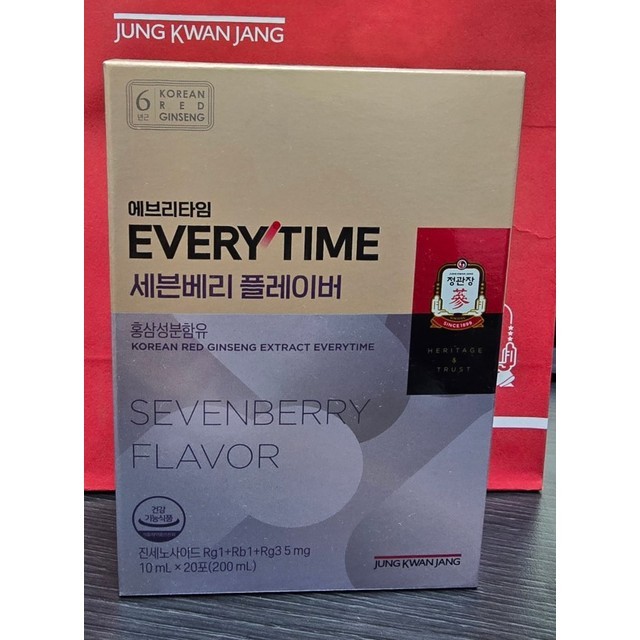 JUNG KWAN JANG
6
년근
KOREAN
RED
GINSENG
에브리타임
EVERYTIME
세븐베리 플레이버
홍삼성분함유
KOREAN RED GINSENG EXTRACT EVERYTIME
정관장
蔘
SINCE 1899
HERITAGE
&
TRUST
SEVENBERRY
FLAVOR
건강
기능식품
진세노사이드 Rg1+Rb1+Rg3 5 mg
10 mL × 20포(200 mL)
JUNG KWAN JANG